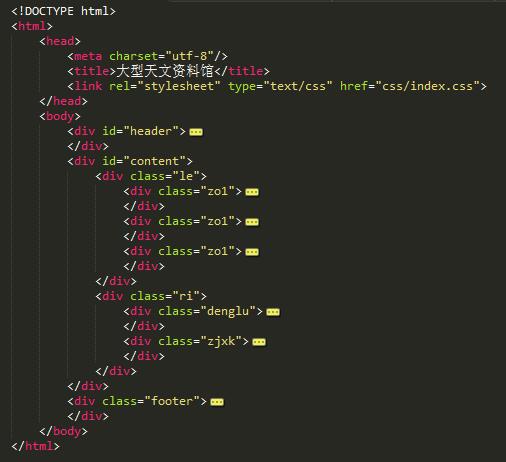 <!DOCTYPE html>
<html>
<head>
<meta charset="utf-8"/>
<title>大型天文资料馆</title>
<link rel="stylesheet" type="text/css" href="css/index.css">
</head>
<body>
<div id="header">
</div>
<div id="content">
<div class="le">
<div class="zo1">
</div>
<div class="zo1">
</div>
<div class="zo1">
</div>
</div>
<div class="ri">
<div class="denglu">
</div>
<div class="zjxk">
</div>
</div>
</div>
<div class="footer">
</div>
</body>
</html>